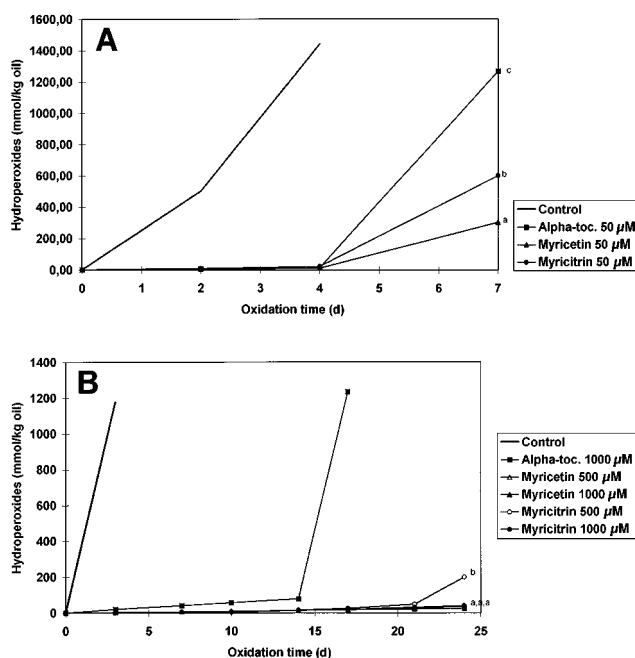 A
Hydroperoxides (mmol/kg oil)
1600,00
1400,00
1200,00
1000,00
800,00
600,00
400,00
200,00
0,00
0 1 2 3 4 5 6 7
Oxidation time (d)
c
b
a
Control
Alpha-toc. 50 µM
Myricetin 50 µM
Myricitrin 50 µM
B
Hydroperoxides (mmol/kg oil)
1400
1200
1000
800
600
400
200
0
0 5 10 15 20 25
Oxidation time (d)
b
a,a,a
Control
Alpha-toc. 1000 µM
Myricetin 500 µM
Myricetin 1000 µM
Myricitrin 500 µM
Myricitrin 1000 µM